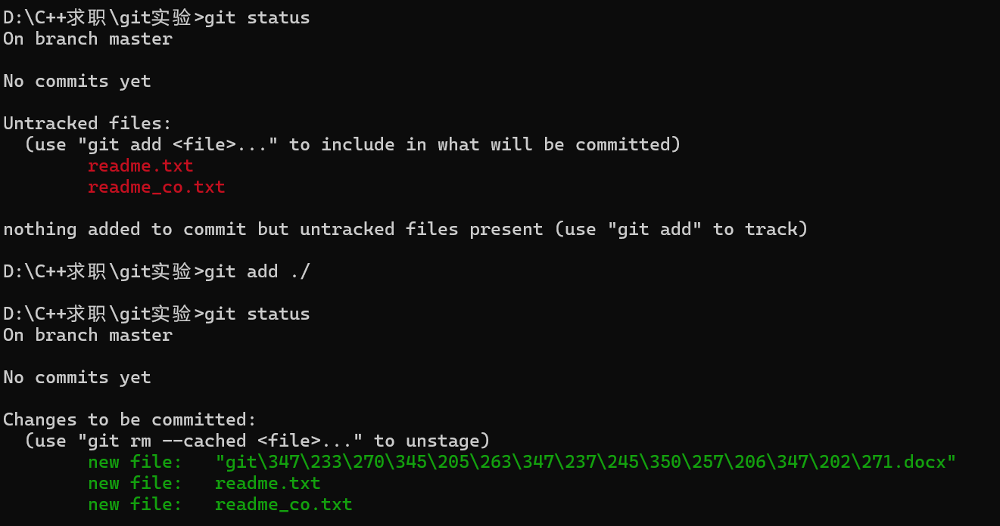 D:\C++求职\git实验>git status
On branch master
No commits yet
Untracked files:
  (use "git add <file>..." to include in what will be committed)
        readme.txt
        readme_co.txt
nothing added to commit but untracked files present (use "git add" to track)
D:\C++求职\git实验>git add ./
D:\C++求职\git实验>git status
On branch master
No commits yet
Changes to be committed:
  (use "git rm --cached <file>..." to unstage)
        new file:   "git\347\233\270\345\205\263\347\237\245\350\257\206\347\202\271.docx"
        new file:   readme.txt
        new file:   readme_co.txt